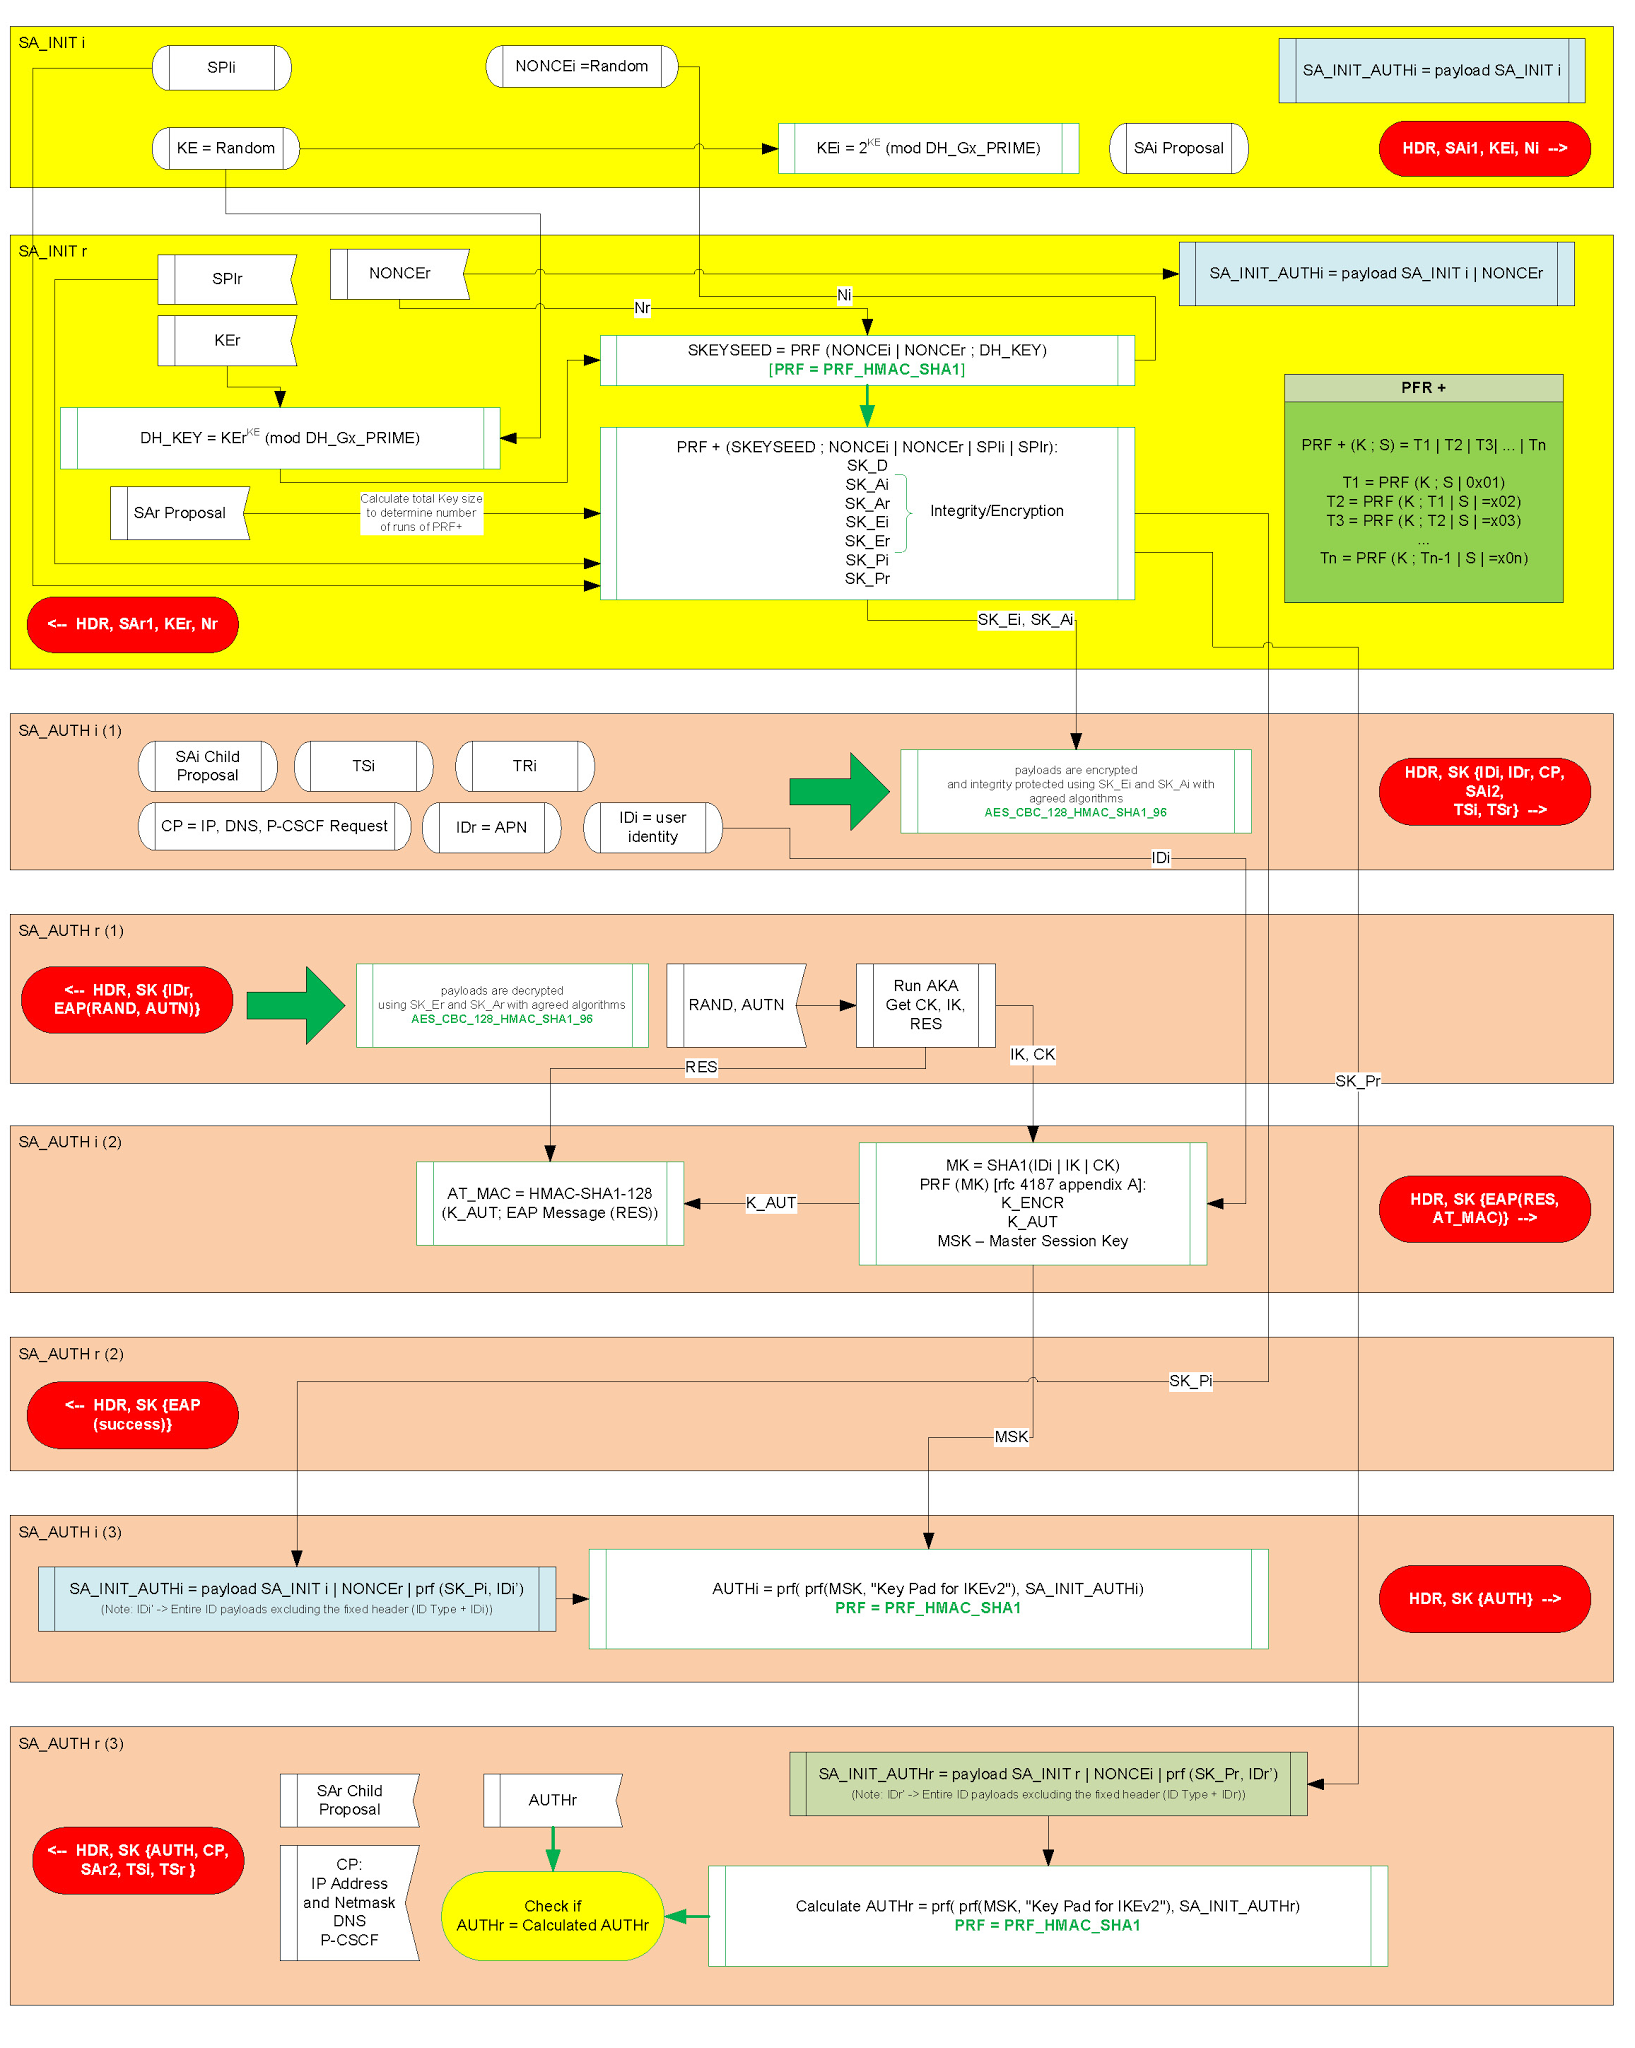 SA_INIT i
SPIi
NONCEi =Random
SA_INIT_AUTHi = payload SA_INIT i
KE = Random
KEi = 2^KE (mod DH_Gx_PRIME)
SAi Proposal
HDR, SAi1, KEi, Ni -->
SA_INIT r
SPIr
NONCEr
SA_INIT_AUTHi = payload SA_INIT i | NONCEr
Ni
Nr
KEr
SKEYSEED = PRF (NONCEi | NONCEr ; DH_KEY)
[PRF = PRF_HMAC_SHA1]
PFR +
DH_KEY = KEr^KE (mod DH_Gx_PRIME)
PRF + (SKEYSEED ; NONCEi | NONCEr | SPIi | SPIr):
SK_D
SK_Ai
SK_Ar
SK_Ei
SK_Er
SK_Pi
SK_Pr
Integrity/Encryption
PRF + (K ; S) = T1 | T2 | T3| ... | Tn
T1 = PRF (K ; S | 0x01)
T2 = PRF (K ; T1 | S | =x02)
T3 = PRF (K ; T2 | S | =x03)
...
Tn = PRF (K ; Tn-1 | S | =x0n)
SAr Proposal
Calculate total Key size
to determine number
of runs of PRF+
<-- HDR, SAr1, KEr, Nr
SK_Ei, SK_Ai
SA_AUTH i (1)
SAi Child
Proposal
TSi
TRi
payloads are encrypted
and integrity protected using SK_Ei and SK_Ai with
agreed algorithms
AES_CBC_128_HMAC_SHA1_96
HDR, SK {IDi, IDr, CP,
SAi2,
TSi, TSr} -->
CP = IP, DNS, P-CSCF Request
IDr = APN
IDi = user
identity
IDi
SA_AUTH r (1)
<-- HDR, SK {IDr,
EAP(RAND, AUTN)}
payloads are decrypted
using SK_Er and SK_Ar with agreed algorithms
AES_CBC_128_HMAC_SHA1_96
RAND, AUTN
Run AKA
Get CK, IK,
RES
IK, CK
RES
SK_Pr
SA_AUTH i (2)
AT_MAC = HMAC-SHA1-128
(K_AUT; EAP Message (RES))
K_AUT
MK = SHA1(IDi | IK | CK)
PRF (MK) [rfc 4187 appendix A]:
K_ENCR
K_AUT
MSK – Master Session Key
HDR, SK {EAP(RES,
AT_MAC)} -->
SA_AUTH r (2)
<-- HDR, SK {EAP
(success)}
SK_Pi
MSK
SA_AUTH i (3)
SA_INIT_AUTHi = payload SA_INIT i | NONCEr | prf (SK_Pi, IDi')
(Note: IDi' -> Entire ID payloads excluding the fixed header (ID Type + IDi))
AUTHi = prf( prf(MSK, "Key Pad for IKEv2"), SA_INIT_AUTHi)
PRF = PRF_HMAC_SHA1
HDR, SK {AUTH} -->
SA_AUTH r (3)
SAr Child
Proposal
AUTHr
SA_INIT_AUTHr = payload SA_INIT r | NONCEi | prf (SK_Pr, IDr')
(Note: IDr' -> Entire ID payloads excluding the fixed header (ID Type + IDr))
<-- HDR, SK {AUTH, CP,
SAr2, TSi, TSr }
CP:
IP Address
and Netmask
DNS
P-CSCF
Check if
AUTHr = Calculated AUTHr
Calculate AUTHr = prf( prf(MSK, "Key Pad for IKEv2"), SA_INIT_AUTHr)
PRF = PRF_HMAC_SHA1